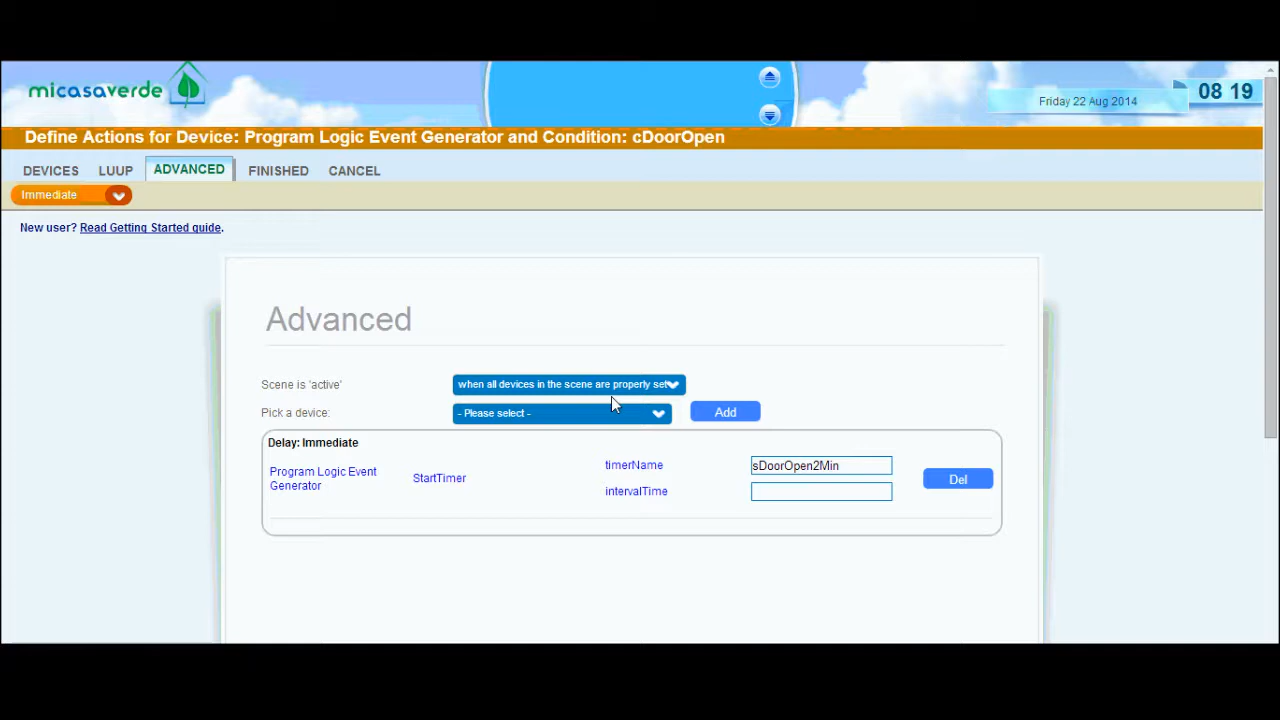 micasaverde
Friday 22 Aug 2014
08 19
Define Actions for Device: Program Logic Event Generator and Condition: cDoorOpen
DEVICES LUUP ADVANCED FINISHED CANCEL
Immediate
New user? Read Getting Started guide.
Advanced
Scene is 'active' when all devices in the scene are properly set
Pick a device: - Please select - Add
Delay: Immediate
Program Logic Event
Generator
StartTimer
timerName sDoorOpen2Min
intervalTime
Del